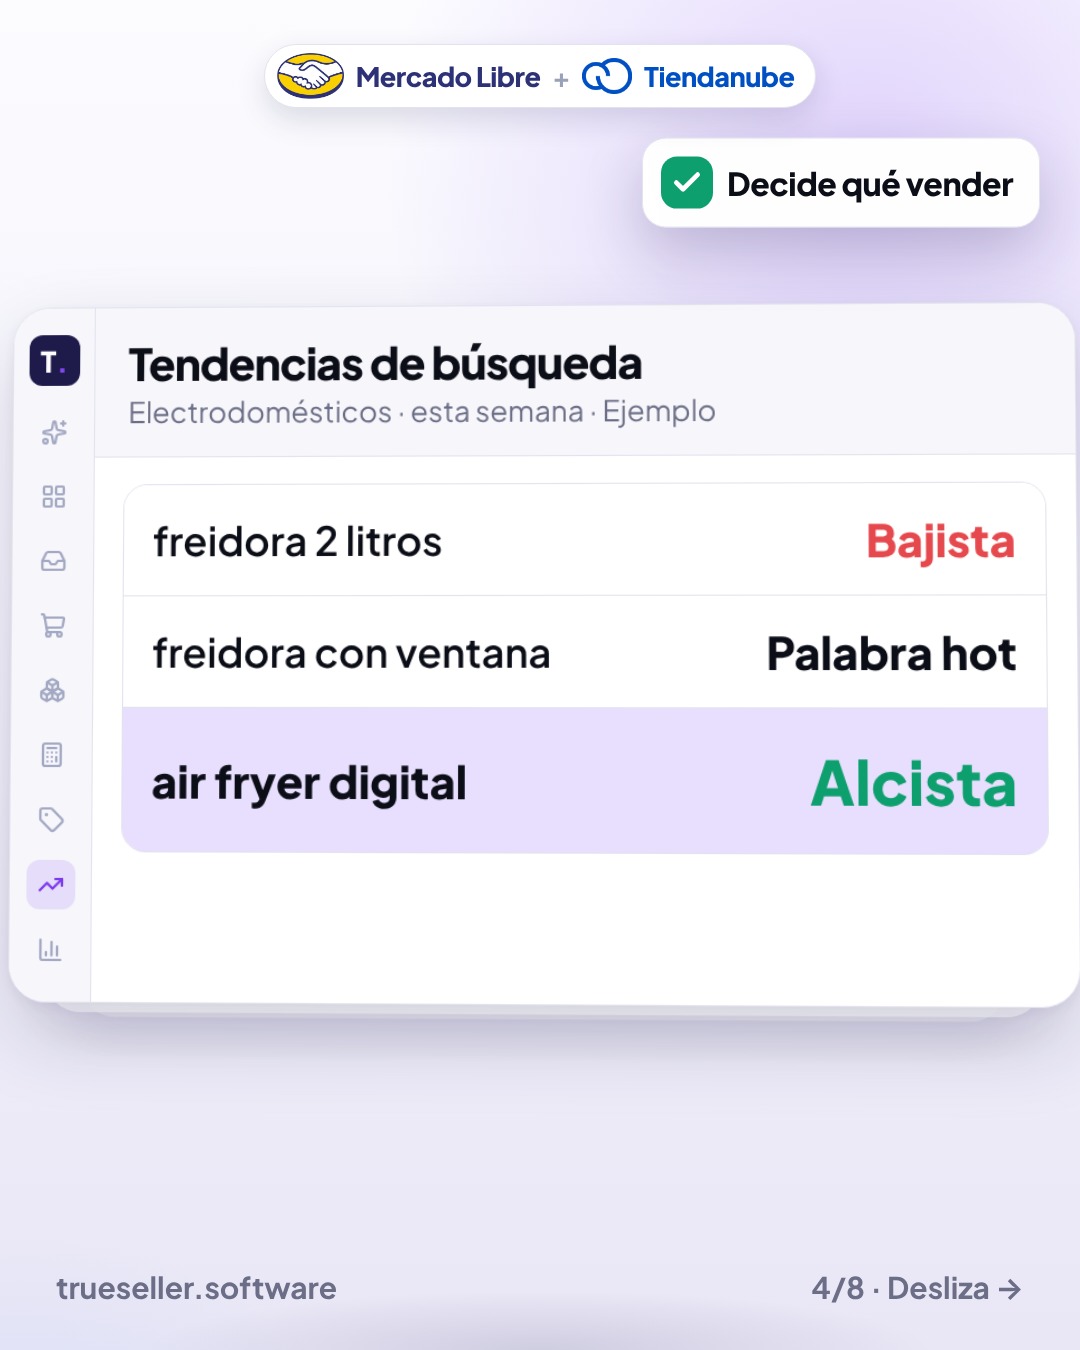 Mercado Libre + Tiendanube
Decide qué vender
T.
Tendencias de búsqueda
Electrodomésticos · esta semana · Ejemplo
freidora 2 litros Bajista
freidora con ventana Palabra hot
air fryer digital Alcista
trueseller.software 4/8 · Desliza →